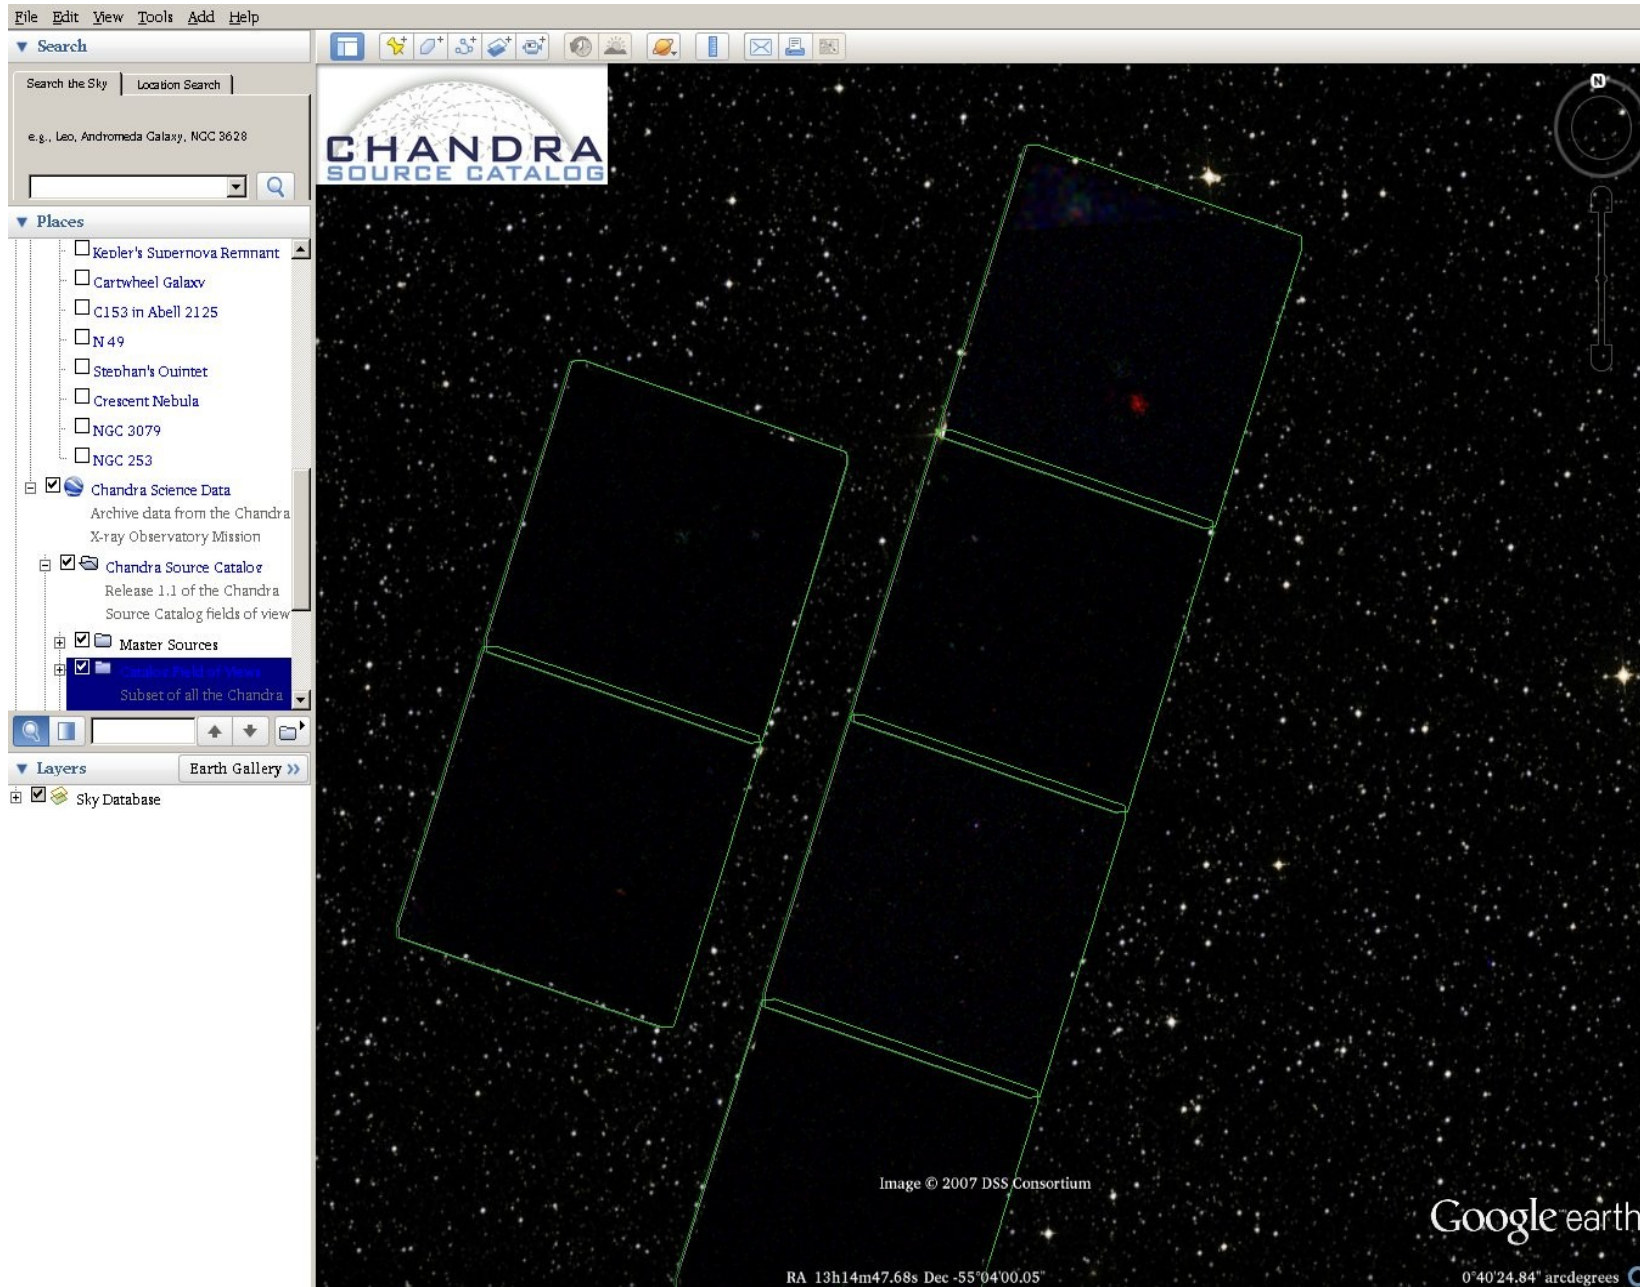 File Edit View Tools Add Help
Search
Search the Sky Location Search
e.g., Leo, Andromeda Galaxy, NGC 3628
Places
Kepler's Supernova Remnant
Cartwheel Galaxy
C153 in Abell 2125
N 49
Stephan's Quintet
Crescent Nebula
NGC 3079
NGC 253
Chandra Science Data
Archive data from the Chandra
X-ray Observatory Mission
Chandra Source Catalog
Release 1.1 of the Chandra
Source Catalog fields of view
Master Sources
Catalog Field of Views
Subset of all the Chandra
Layers Earth Gallery »
Sky Database
CHANDRA
SOURCE CATALOG
N
Image © 2007 DSS Consortium
Google earth
RA 13h14m47.68s Dec -55°04'00.05"
0°40'24.84" arcdegrees